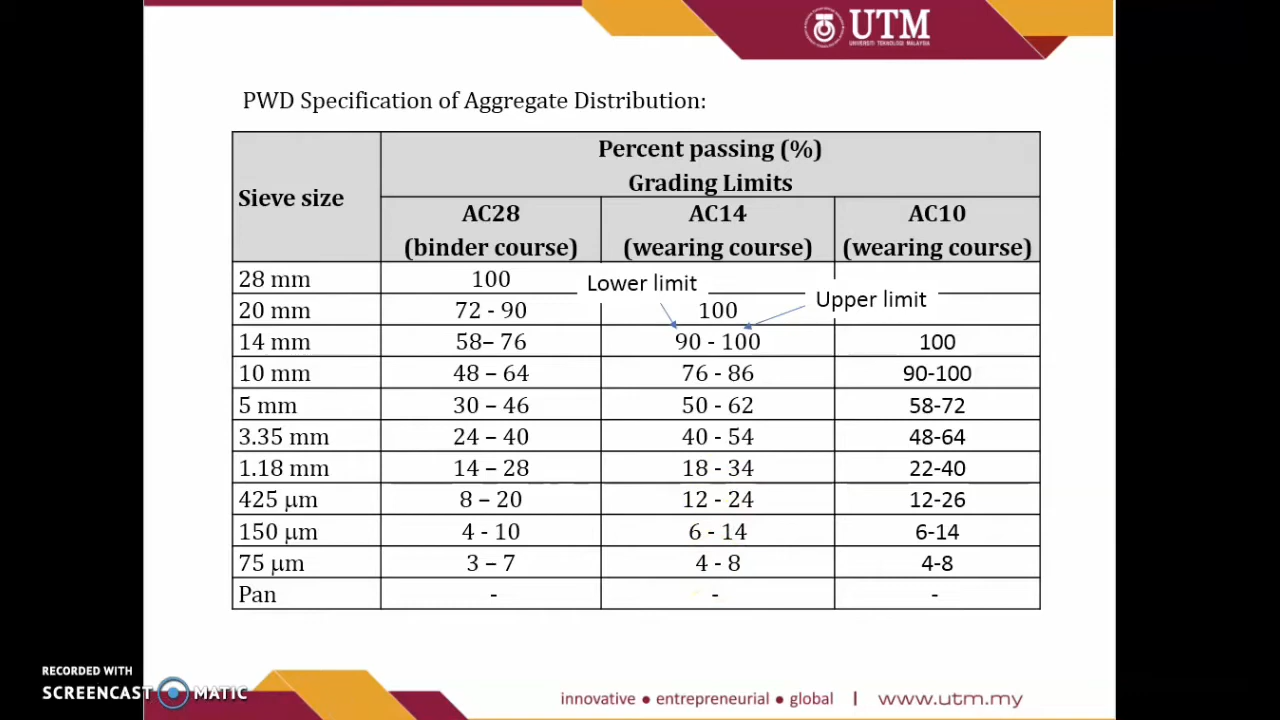 UTM
UNIVERSITI TEKNOLOGI MALAYSIA
PWD Specification of Aggregate Distribution:
Sieve size
Percent passing (%)
Grading Limits
AC28
(binder course)
AC14
(wearing course)
AC10
(wearing course)
28 mm 100
Lower limit
Upper limit
20 mm 72 - 90 100
14 mm 58– 76 90 - 100 100
10 mm 48 – 64 76 - 86 90-100
5 mm 30 – 46 50 - 62 58-72
3.35 mm 24 – 40 40 - 54 48-64
1.18 mm 14 – 28 18 - 34 22-40
425 µm 8 – 20 12 - 24 12-26
150 µm 4 - 10 6 - 14 6-14
75 µm 3 – 7 4 - 8 4-8
Pan - - -
RECORDED WITH
SCREENCAST MATIC
innovative ● entrepreneurial ● global | www.utm.my